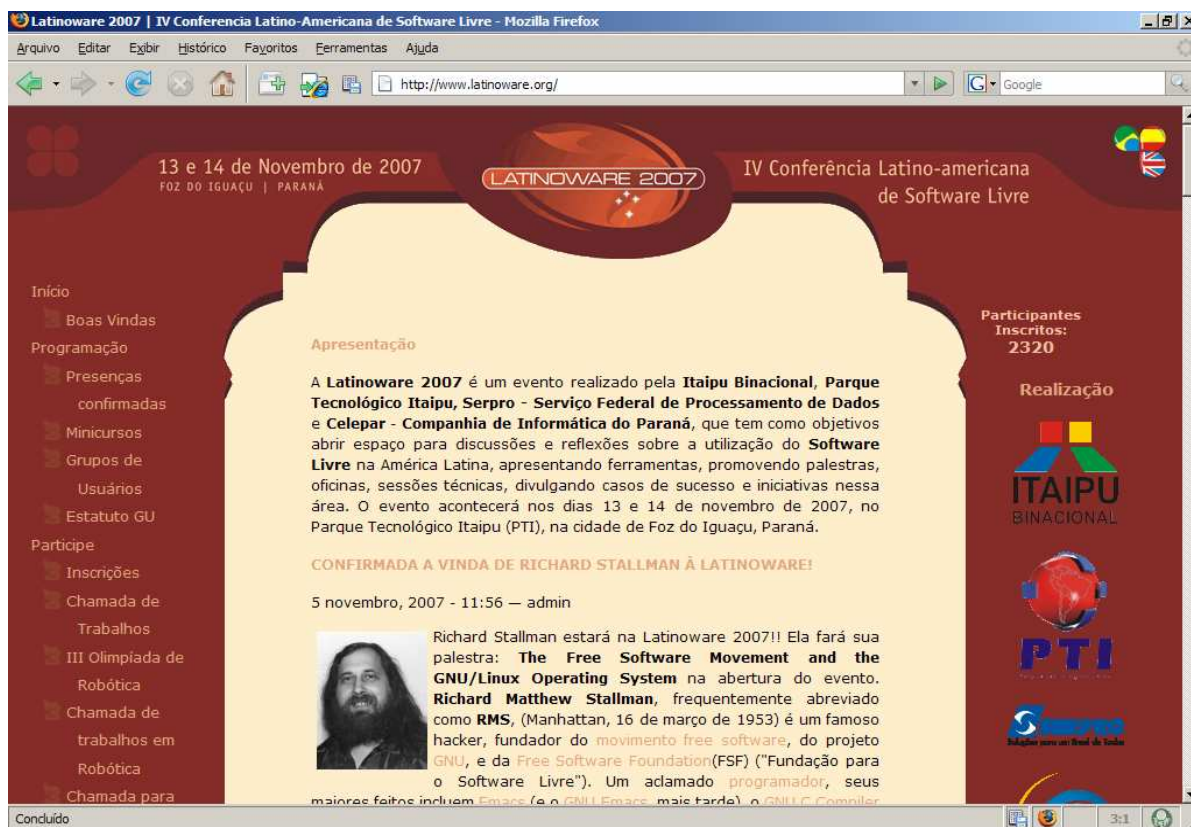 Latinoware 2007 | IV Conferencia Latino-Americana de Software Livre - Mozilla Firefox
Arquivo Editar Exibir Histórico Favoritos Ferramentas Ajuda
http://www.latinoware.org/
Google
13 e 14 de Novembro de 2007
FOZ DO IGUAÇU | PARANÁ
LATINOWARE 2007
IV Conferência Latino-americana
de Software Livre
Início
Boas Vindas
Programação
Presenças
confirmadas
Minicursos
Grupos de
Usuários
Estatuto GU
Participe
Inscrições
Chamada de
Trabalhos
III Olimpíada de
Robótica
Chamada de
trabalhos em
Robótica
Chamada para
Apresentação
A Latinoware 2007 é um evento realizado pela Itaipu Binacional, Parque
Tecnológico Itaipu, Serpro - Serviço Federal de Processamento de Dados
e Celepar - Companhia de Informática do Paraná, que tem como objetivos
abrir espaço para discussões e reflexões sobre a utilização do Software
Livre na América Latina, apresentando ferramentas, promovendo palestras,
oficinas, sessões técnicas, divulgando casos de sucesso e iniciativas nessa
área. O evento acontecerá nos dias 13 e 14 de novembro de 2007, no
Parque Tecnológico Itaipu (PTI), na cidade de Foz do Iguaçu, Paraná.
CONFIRMADA A VINDA DE RICHARD STALLMAN À LATINOWARE!
5 novembro, 2007 - 11:56 — admin
Richard Stallman estará na Latinoware 2007!! Ela fará sua
palestra: The Free Software Movement and the
GNU/Linux Operating System na abertura do evento.
Richard Matthew Stallman, frequentemente abreviado
como RMS, (Manhattan, 16 de março de 1953) é um famoso
hacker, fundador do movimento free software, do projeto
GNU, e da Free Software Foundation(FSF) ("Fundação para
o Software Livre"). Um aclamado programador, seus
maiores feitos incluem Emacs (e o GNU Emacs, mais tarde), o GNU C Compiler
Participantes
Inscritos:
2320
Realização
ITAIPU
BINACIONAL
PTI
SERPRO
Concluído
3:1